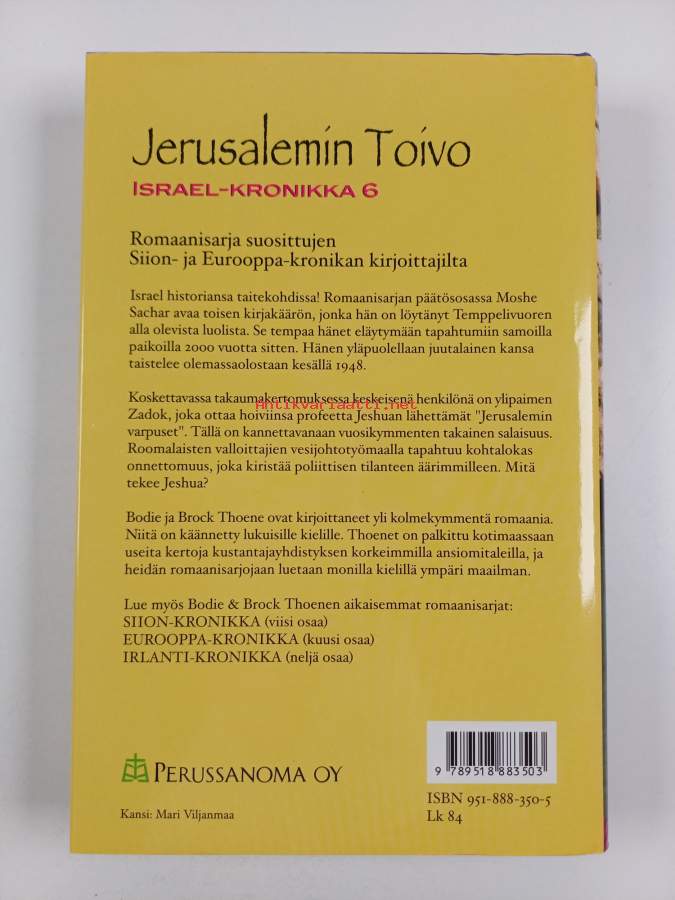 Jerusalemin Toivo
ISRAEL-KRONIKKA 6
Romaanisarja suosittujen
Siion- ja Eurooppa-kronikan kirjoittajilta
Israel historiansa taitekohdissa! Romaanisarjan päätösosassa Moshe
Sachar avaa toisen kirjakäärön, jonka hän on löytänyt Temppelivuoren
alla olevista luolista. Se tempaa hänet eläytymään tapahtumiin samoilla
paikoilla 2000 vuotta sitten. Hänen yläpuolellaan juutalainen kansa
taistelee olemassaolostaan kesällä 1948.
Koskettavassa takaumakertomuksessa keskeisenä henkilönä on ylipaimen
Antikvariaatti.net
Zadok, joka ottaa hoiviinsa profeetta Jeshuan lähettämät "Jerusalemin
varpuset". Tällä on kannettavanaan vuosikymmenten takainen salaisuus.
Roomalaisten valloittajien vesijohtotyömaalla tapahtuu kohtalokas
onnettomuus, joka kiristää poliittisen tilanteen äärimmilleen. Mitä
tekee Jeshua?
Bodie ja Brock Thoene ovat kirjoittaneet yli kolmekymmentä romaania.
Niitä on käännetty lukuisille kielille. Thoenet on palkittu kotimaassaan
useita kertoja kustantajayhdistyksen korkeimmilla ansiomitaleilla, ja
heidän romaanisarjojaan luetaan monilla kielillä ympäri maailman.
Lue myös Bodie & Brock Thoenen aikaisemmat romaanisarjat:
SIION-KRONIKKA (viisi osaa)
EUROOPPA-KRONIKKA (kuusi osaa)
IRLANTI-KRONIKKA (neljä osaa)
PERUSSANOMA OY
Kansi: Mari Viljanmaa
9 789518 883503
ISBN 951-888-350-5
Lk 84